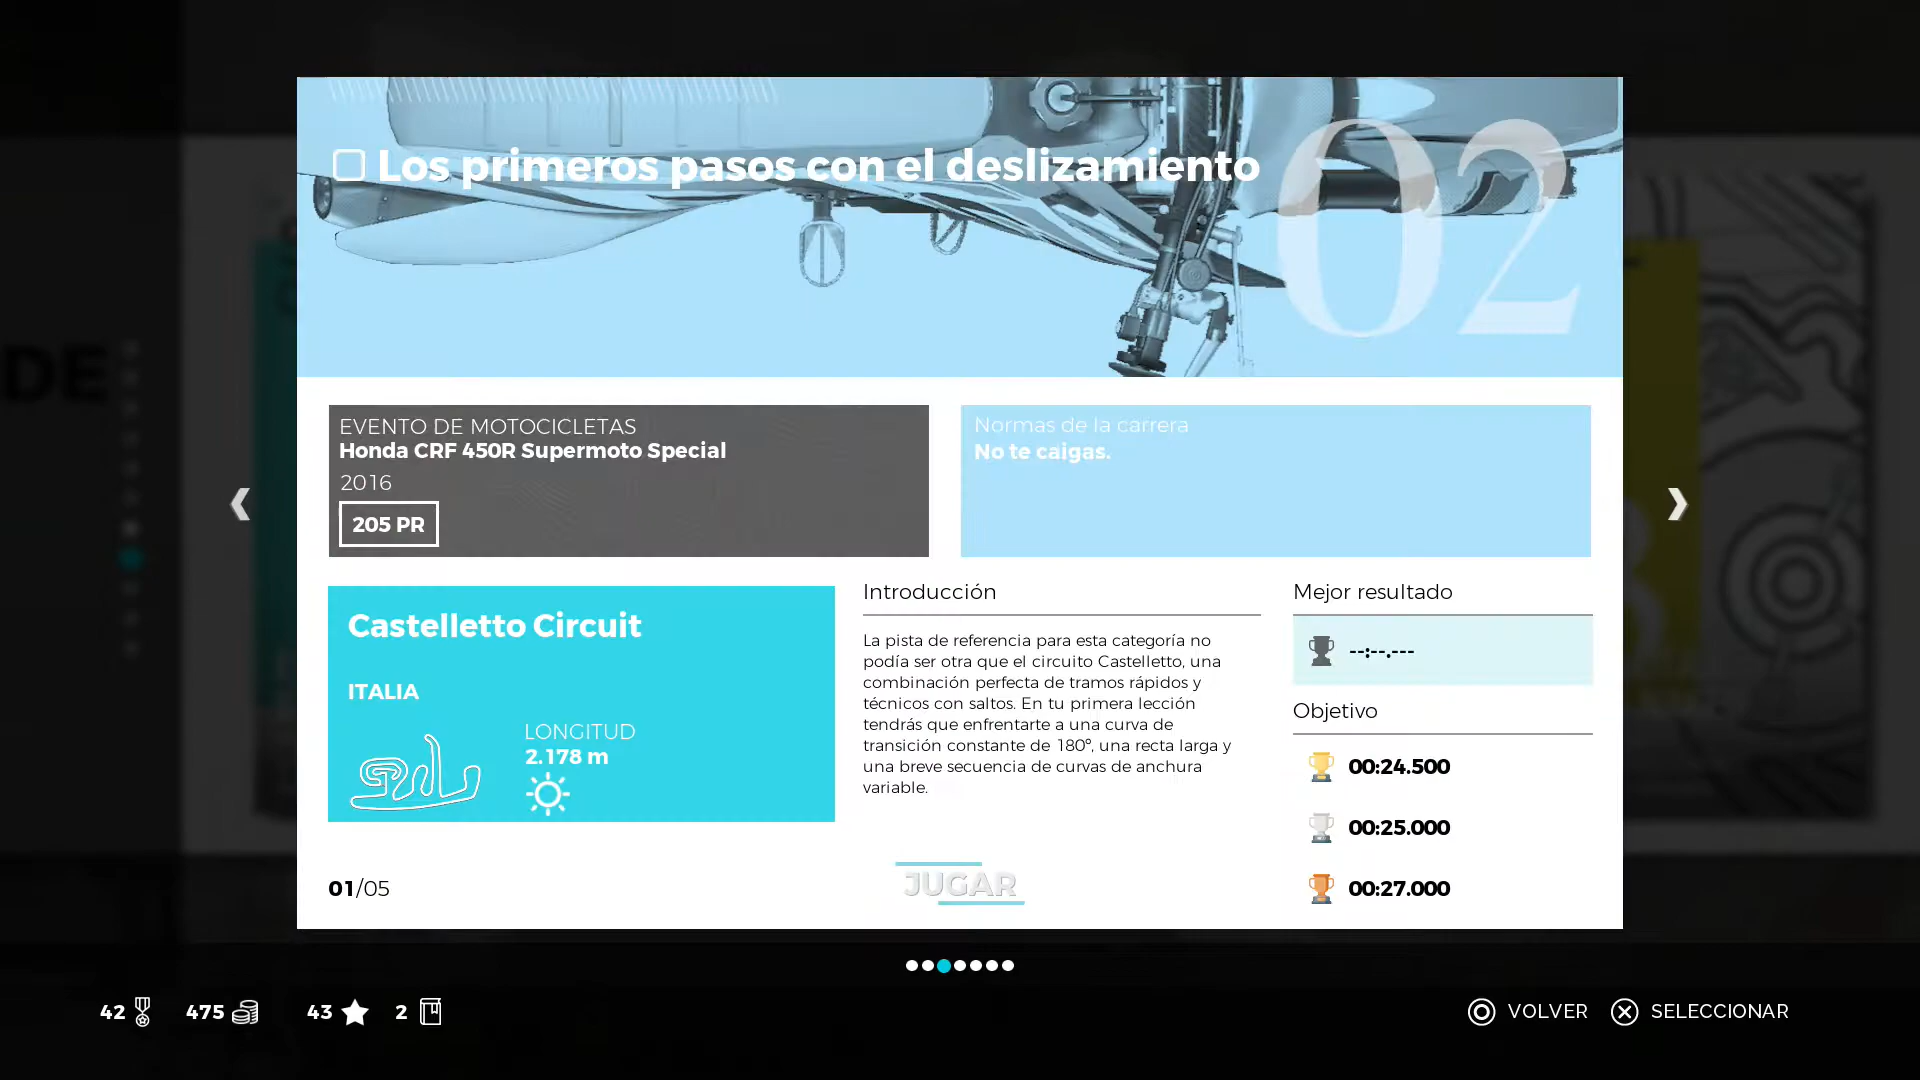 Los primeros pasos con el deslizamiento
02
EVENTO DE MOTOCICLETAS
Honda CRF 450R Supermoto Special
2016
205 PR
Normas de la carrera
No te caigas.
DE
Castelletto Circuit
ITALIA
LONGITUD
2.178 m
Introducción
La pista de referencia para esta categoría no
podía ser otra que el circuito Castelletto, una
combinación perfecta de tramos rápidos y
técnicos con saltos. En tu primera lección
tendrás que enfrentarte a una curva de
transición constante de 180º, una recta larga y
una breve secuencia de curvas de anchura
variable.
Mejor resultado
--:--.---
Objetivo
00:24.500
00:25.000
00:27.000
01/05
JUGAR
42
475
43
2
VOLVER
SELECCIONAR